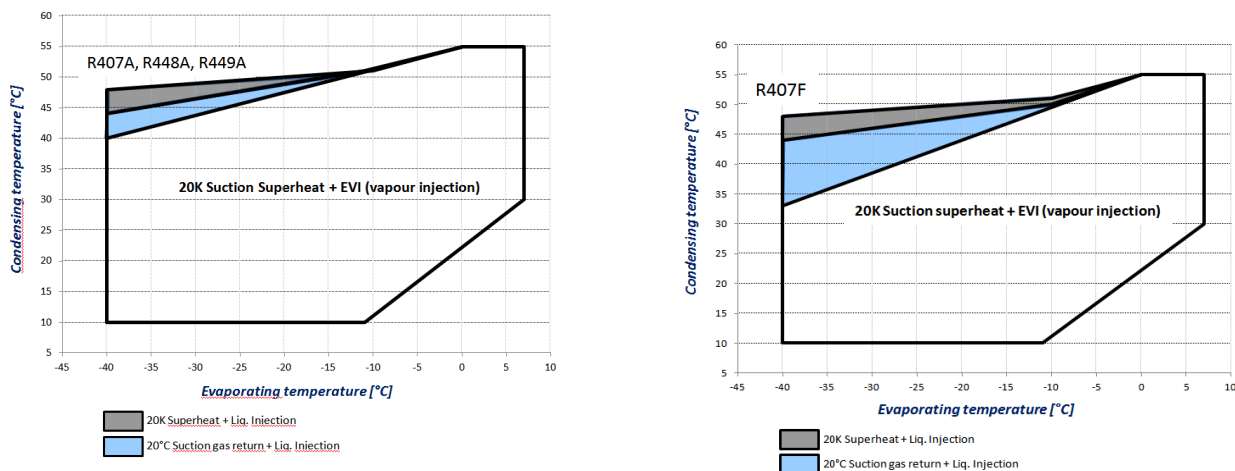 60
55
50
45
40
35
30
25
20
15
10
5
R407A, R448A, R449A
20K Suction Superheat + EVI (vapour injection)
Condensing temperature [°C]
-45 -40 -35 -30 -25 -20 -15 -10 -5 0 5 10
Evaporating temperature [°C]
20K Superheat + Liq. Injection
20°C Suction gas return + Liq. Injection
60
55
50
45
40
35
30
25
20
15
10
5
R407F
20K Suction superheat + EVI (vapour injection)
Condensing temperature [°C]
-45 -40 -35 -30 -25 -20 -15 -10 -5 0 5 10
Evaporating temperature [°C]
20K Superheat + Liq. Injection
20°C Suction gas return + Liq. Injection